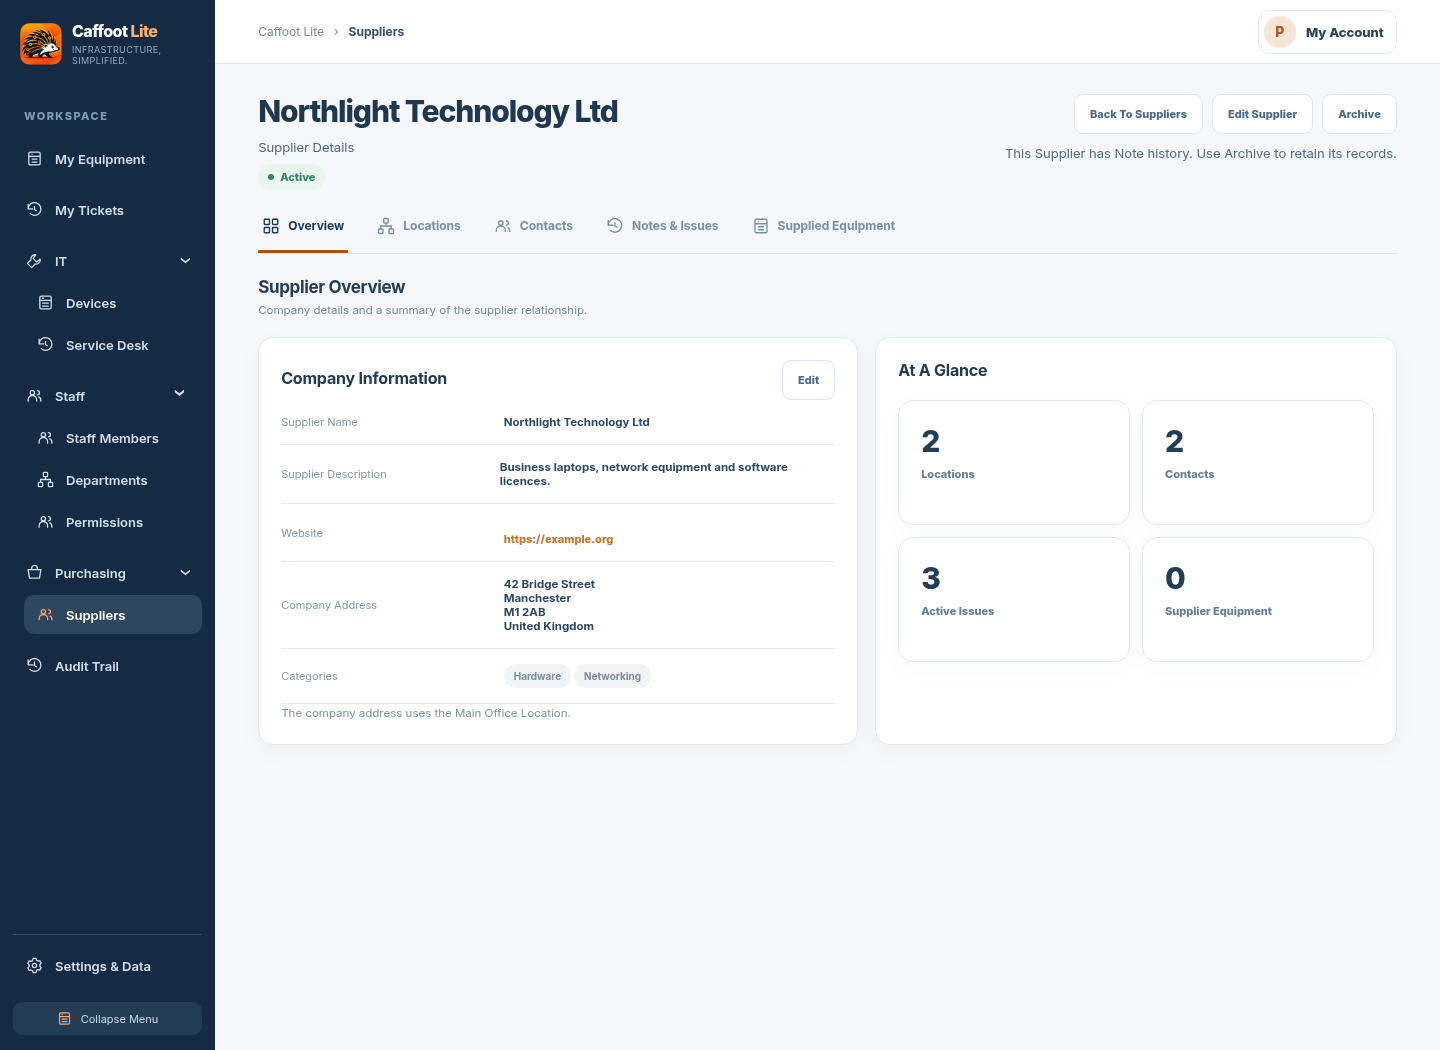 Caffoot Lite
INFRASTRUCTURE,
SIMPLIFIED.
WORKSPACE
My Equipment
My Tickets
IT
Devices
Service Desk
Staff
Staff Members
Departments
Permissions
Purchasing
Suppliers
Audit Trail
Settings & Data
Collapse Menu
Caffoot Lite › Suppliers
P My Account
Northlight Technology Ltd
Supplier Details
Active
Back To Suppliers Edit Supplier Archive
This Supplier has Note history. Use Archive to retain its records.
Overview Locations Contacts Notes & Issues Supplied Equipment
Supplier Overview
Company details and a summary of the supplier relationship.
Company Information Edit
Supplier Name Northlight Technology Ltd
Supplier Description Business laptops, network equipment and software
licences.
Website https://example.org
Company Address 42 Bridge Street
Manchester
M1 2AB
United Kingdom
Categories Hardware Networking
The company address uses the Main Office Location.
At A Glance
2
Locations
2
Contacts
3
Active Issues
0
Supplier Equipment